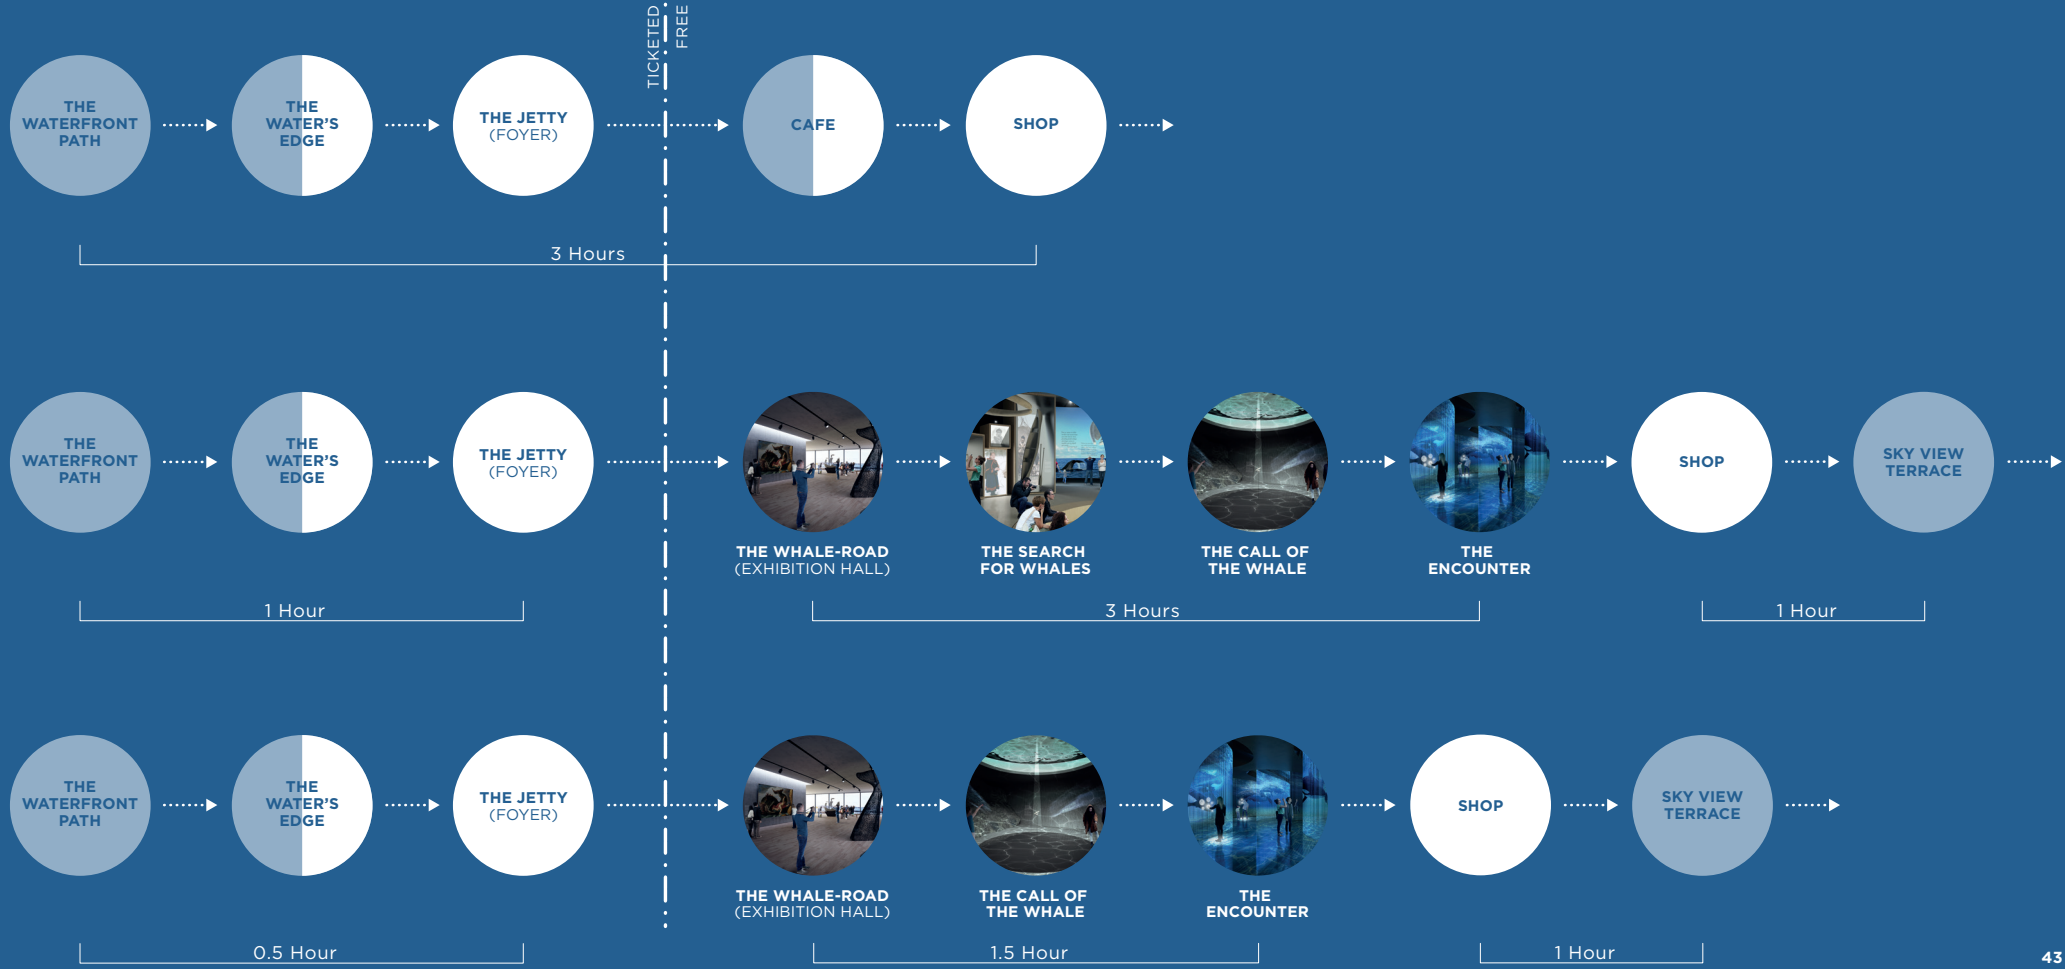 TICKETED
FREE
THE
WATERFRONT
PATH
THE
WATER'S
EDGE
THE JETTY
(FOYER)
CAFE
SHOP
3 Hours
THE
WATERFRONT
PATH
THE
WATER'S
EDGE
THE JETTY
(FOYER)
THE WHALE-ROAD
(EXHIBITION HALL)
THE SEARCH
FOR WHALES
THE CALL OF
THE WHALE
THE
ENCOUNTER
SHOP
SKY VIEW
TERRACE
1 Hour
3 Hours
1 Hour
THE
WATERFRONT
PATH
THE
WATER'S
EDGE
THE JETTY
(FOYER)
THE WHALE-ROAD
(EXHIBITION HALL)
THE CALL OF
THE WHALE
THE
ENCOUNTER
SHOP
SKY VIEW
TERRACE
0.5 Hour
1.5 Hour
1 Hour
43